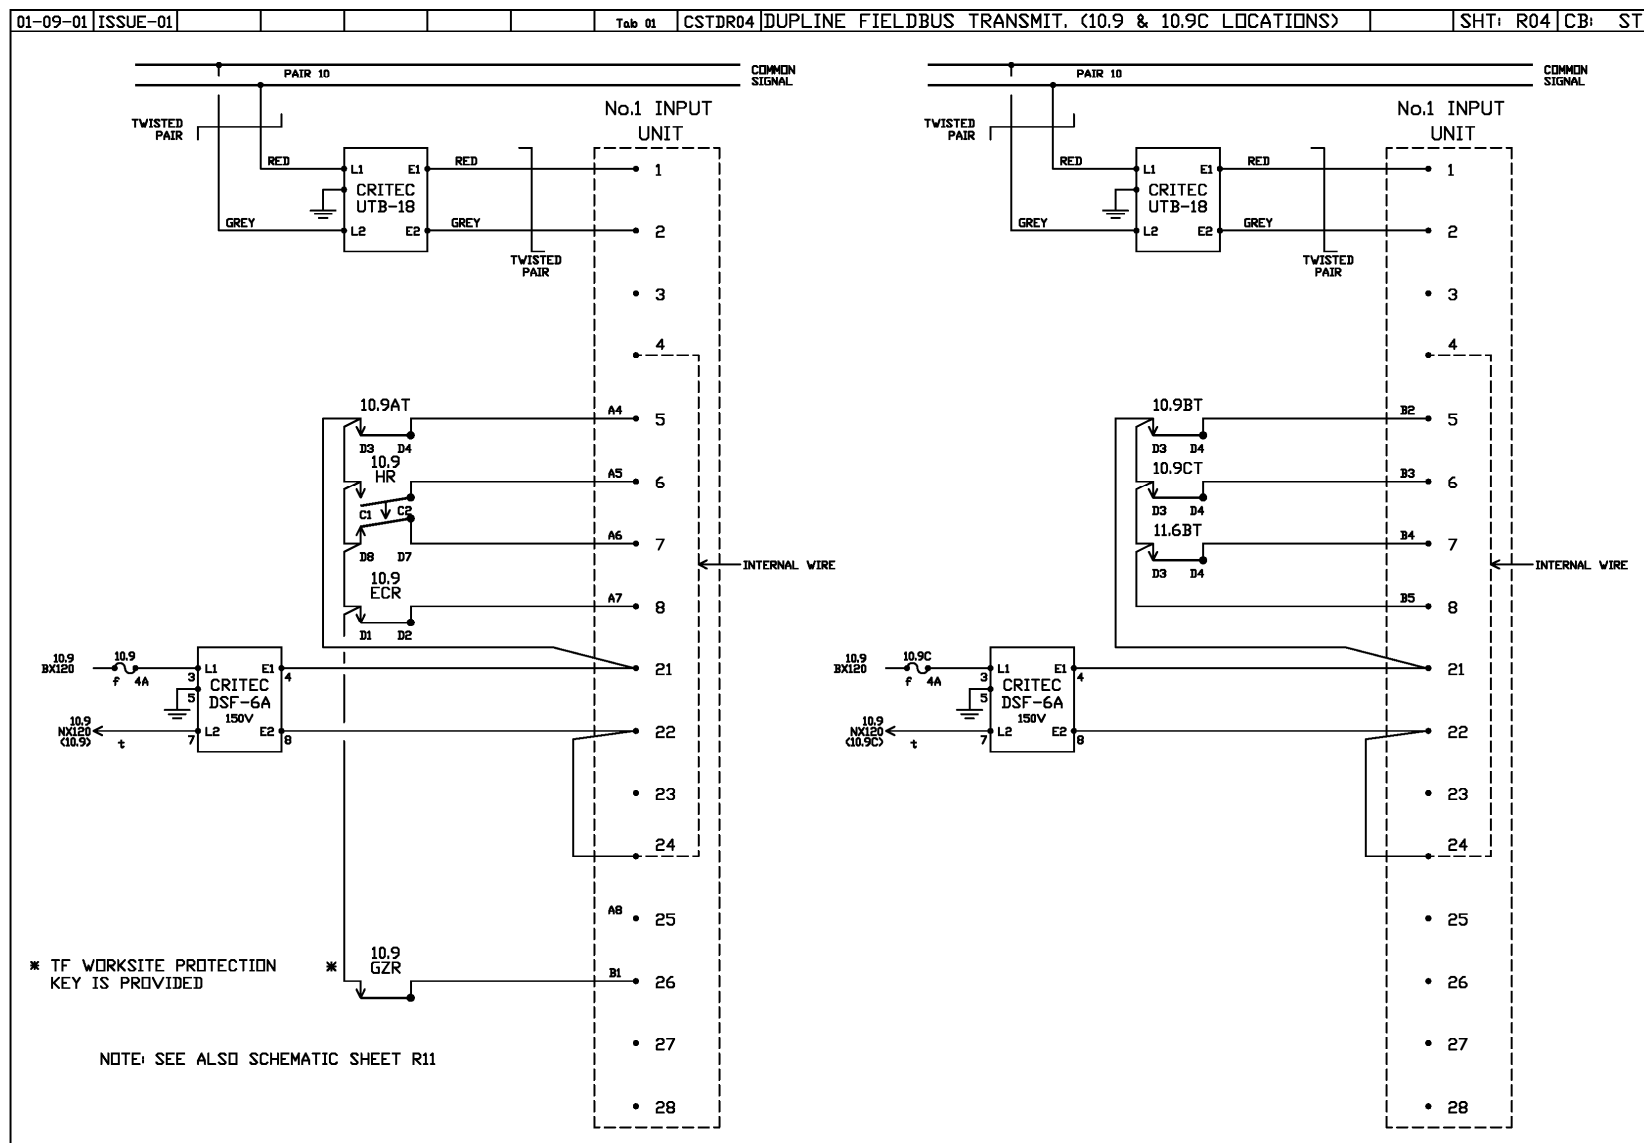 01-09-01 ISSUE-01 Tab 01 CSTDR04 DUPLINE FIELDBUS TRANSMIT. (10.9 & 10.9C LOCATIONS) SHT: R04 CB: ST
PAIR 10
COMMON
SIGNAL
TWISTED
PAIR
No.1 INPUT
UNIT
RED
L1 E1
RED
1
CRITEC
UTB-18
GREY
L2 E2
GREY
2
TWISTED
PAIR
3
4
10.9AT
A4
5
D3 D4
10.9
HR
A5
6
C1 C2
A6
7
D8 D7
INTERNAL WIRE
10.9
ECR
A7
8
D1 D2
10.9
BX120
10.9
f 4A
L1 E1
3 4
21
5
CRITEC
DSF-6A
150V
10.9
NX120
(10.9)
t
L2 E2
7 8
22
23
24
A8
25
* TF WORKSITE PROTECTION
KEY IS PROVIDED
*
10.9
GZR
B1
26
27
NOTE: SEE ALSO SCHEMATIC SHEET R11
28
PAIR 10
COMMON
SIGNAL
TWISTED
PAIR
No.1 INPUT
UNIT
RED
L1 E1
RED
1
CRITEC
UTB-18
GREY
L2 E2
GREY
2
TWISTED
PAIR
3
4
10.9BT
B2
5
D3 D4
10.9CT
B3
6
D3 D4
11.6BT
B4
7
D3 D4
INTERNAL WIRE
B5
8
10.9
BX120
10.9C
f 4A
L1 E1
3 4
21
5
CRITEC
DSF-6A
150V
10.9
NX120
(10.9C)
t
L2 E2
7 8
22
23
24
25
26
27
28